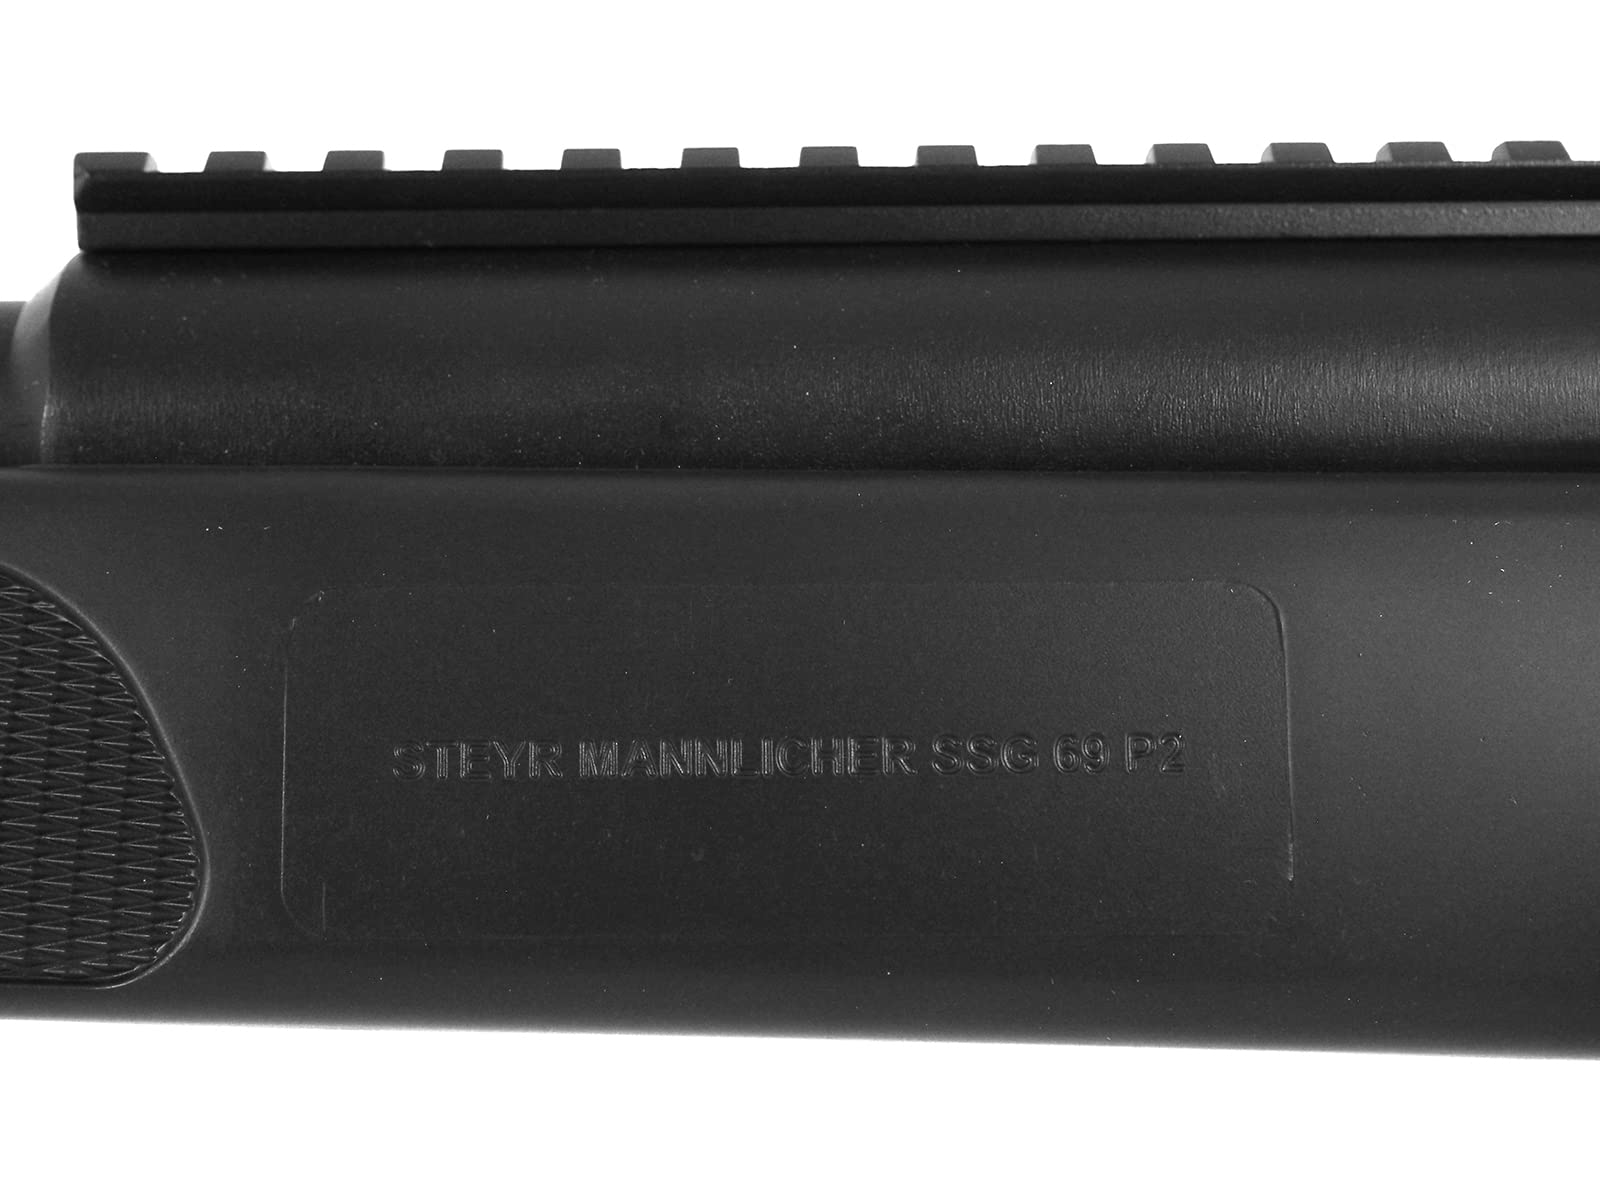 STEYR MANNLICHER SSG 69 P2